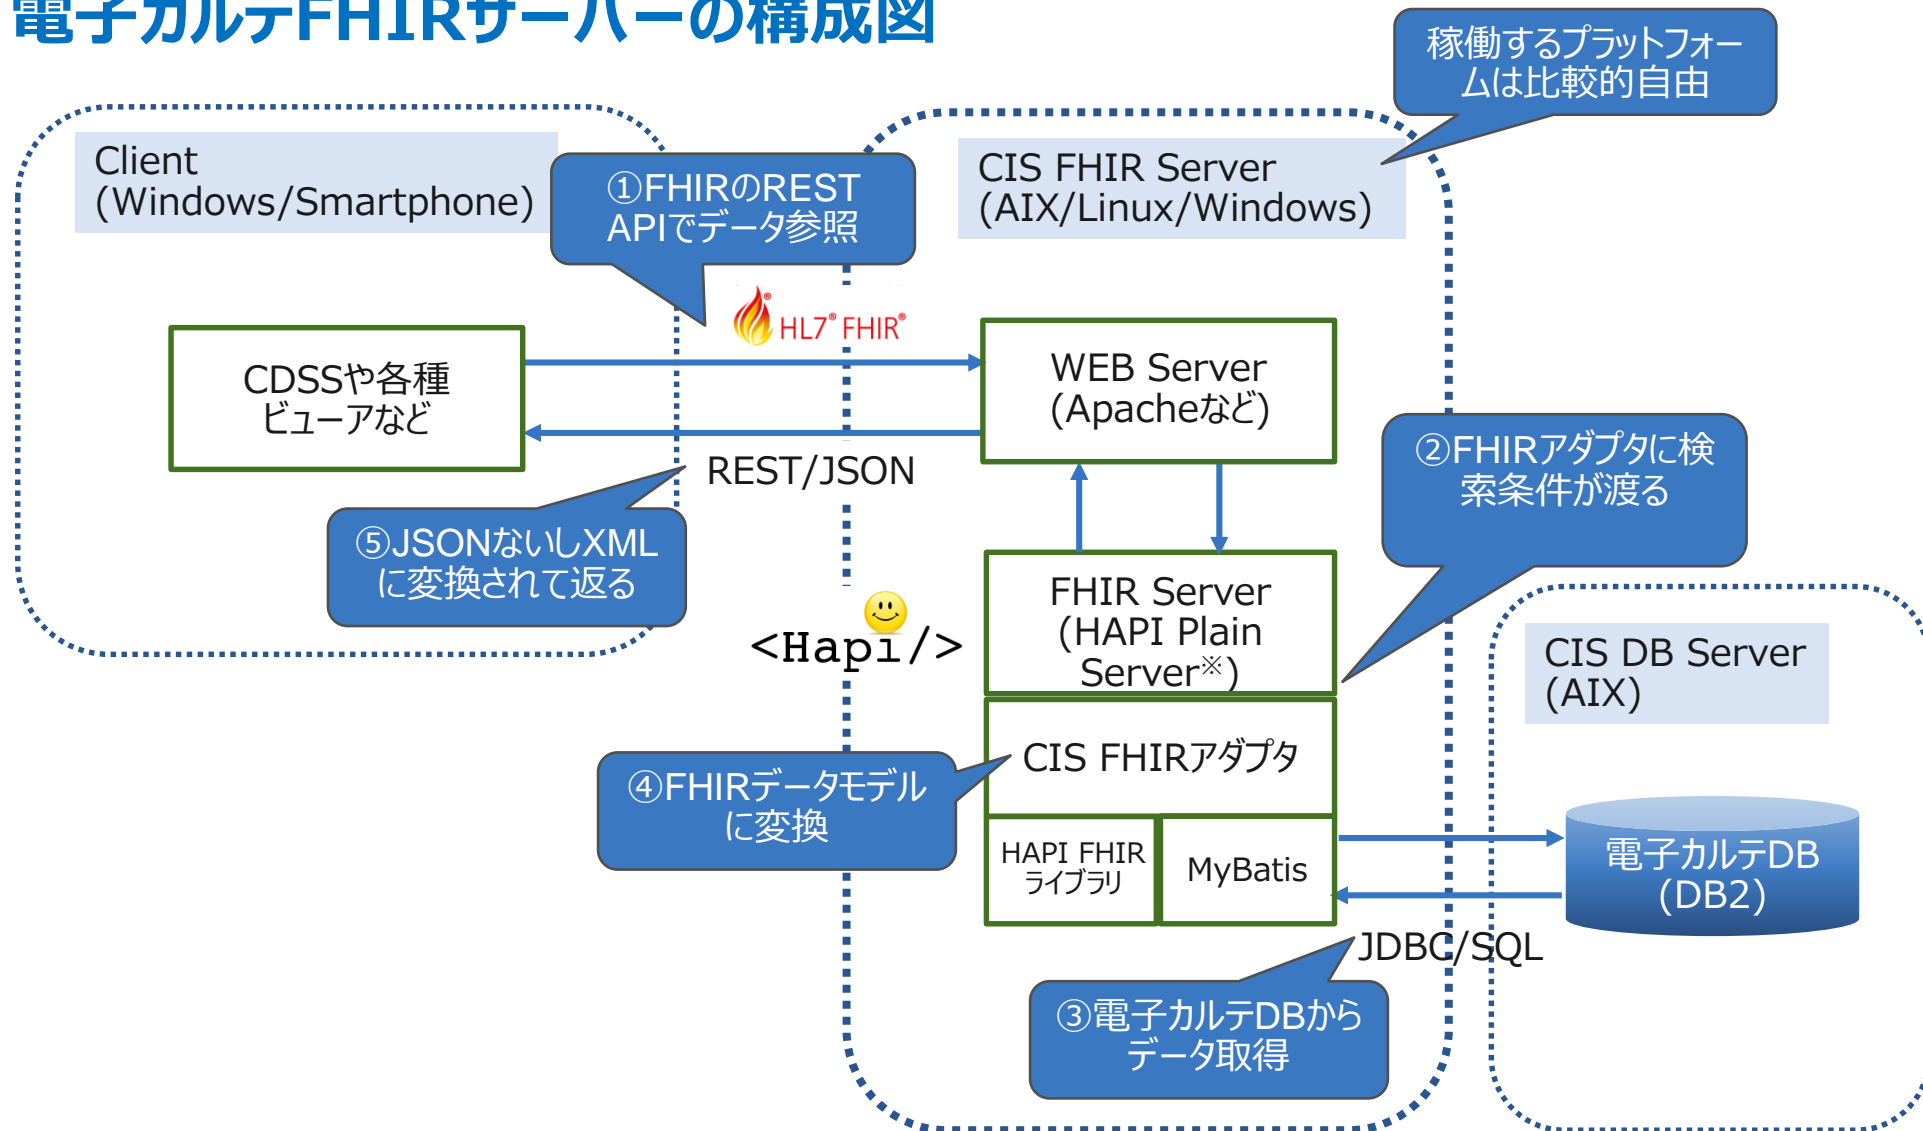 電子カルテFHIRサーバーの構成図
稼働するプラットフォー
ムは比較的自由
Client
(Windows/Smartphone)
①FHIRのREST
APIでデータ参照
CIS FHIR Server
(AIX/Linux/Windows)
HL7® FHIR®
CDSSや各種
ビューアなど
WEB Server
(Apacheなど)
REST/JSON
②FHIRアダプタに検
索条件が渡る
⑤JSONないしXML
に変換されて返る
<Hapi/>
FHIR Server
(HAPI Plain
Server※)
CIS DB Server
(AIX)
CIS FHIRアダプタ
④FHIRデータモデル
に変換
HAPI FHIR
ライブラリ
MyBatis
電子カルテDB
(DB2)
JDBC/SQL
③電子カルテDBから
データ取得